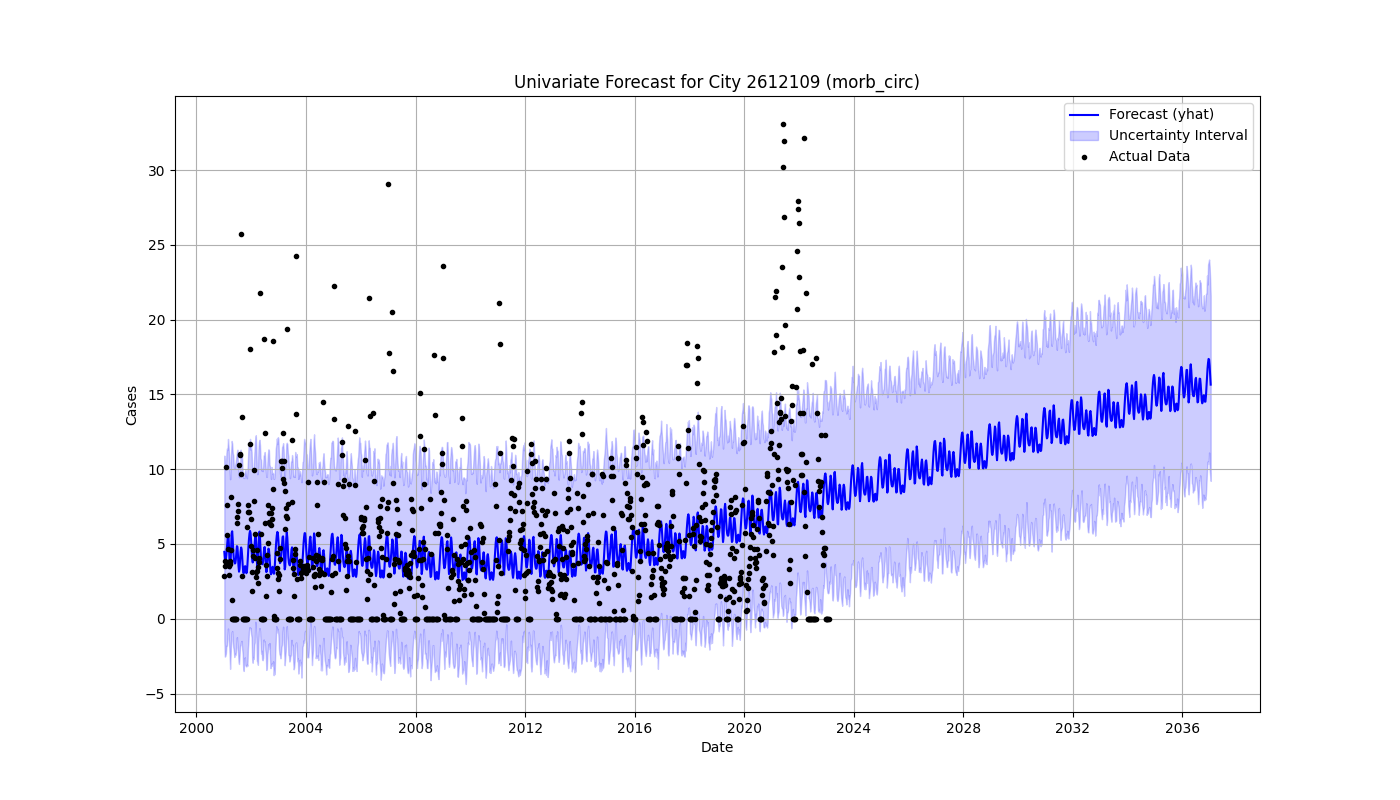 Univariate Forecast for City 2612109 (morb_circ)
Forecast (yhat)
Uncertainty Interval
Actual Data
Cases
30
25
20
15
10
5
0
−5
2000 2004 2008 2012 2016 2020 2024 2028 2032 2036
Date